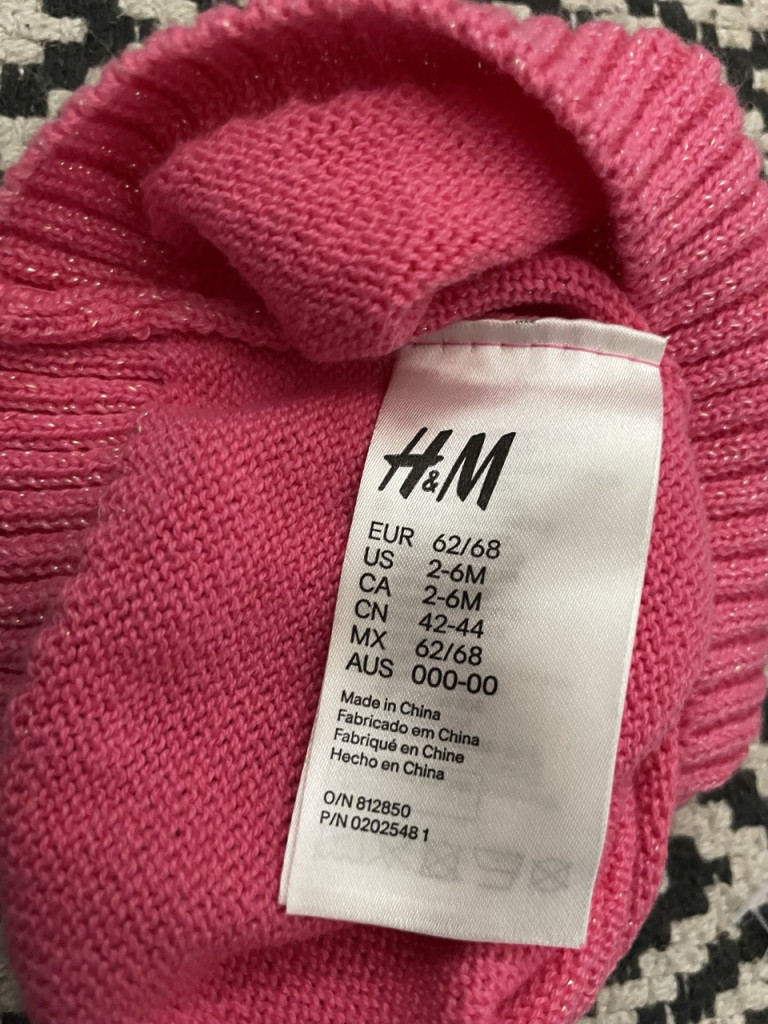 H&M
EUR 62/68
US 2-6M
CA 2-6M
CN 42-44
MX 62/68
AUS 000-00
Made in China
Fabricado em China
Fabriqué en Chine
Hecho en China
O/N 812850
P/N 0202548 1